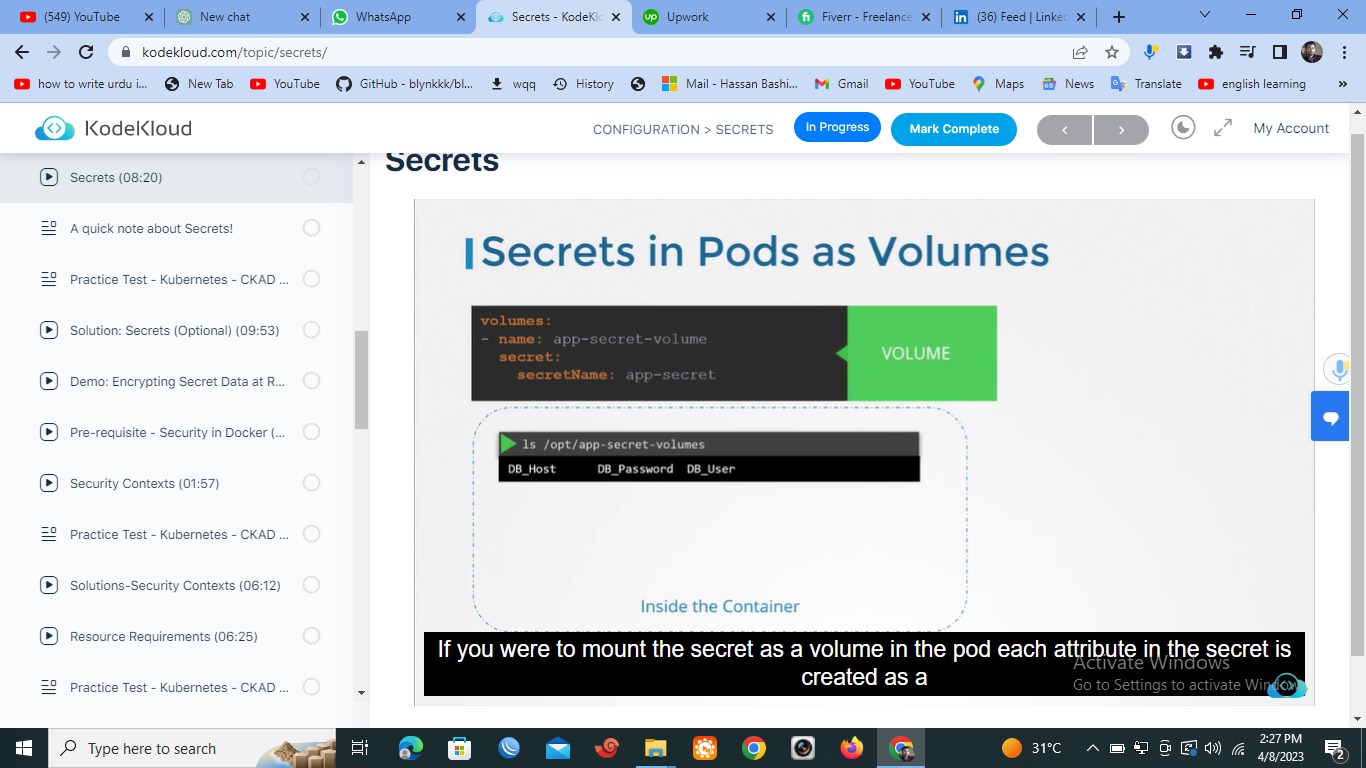 (549) YouTube
New chat
WhatsApp
Secrets - KodeKlo
Upwork
Fiverr - Freelance
(36) Feed | Linked
kodekloud.com/topic/secrets/
how to write urdu i...
New Tab
YouTube
GitHub - blynkkk/bl...
wqq
History
Mail - Hassan Bashi...
Gmail
YouTube
Maps
News
Translate
english learning
»
KodeKloud
CONFIGURATION > SECRETS
In Progress
Mark Complete
My Account
Secrets (08:20)
A quick note about Secrets!
Practice Test - Kubernetes - CKAD ...
Solution: Secrets (Optional) (09:53)
Demo: Encrypting Secret Data at R...
Pre-requisite - Security in Docker (...
Security Contexts (01:57)
Practice Test - Kubernetes - CKAD ...
Solutions-Security Contexts (06:12)
Resource Requirements (06:25)
Practice Test - Kubernetes - CKAD ...
Secrets
Secrets in Pods as Volumes
volumes:
- name: app-secret-volume
secret:
secretName: app-secret
VOLUME
ls /opt/app-secret-volumes
DB_Host DB_Password DB_User
Inside the Container
If you were to mount the secret as a volume in the pod each attribute in the secret is
created as a
Activate Windows
Go to Settings to activate Windows
Type here to search
31°C
2:27 PM
4/8/2023
2